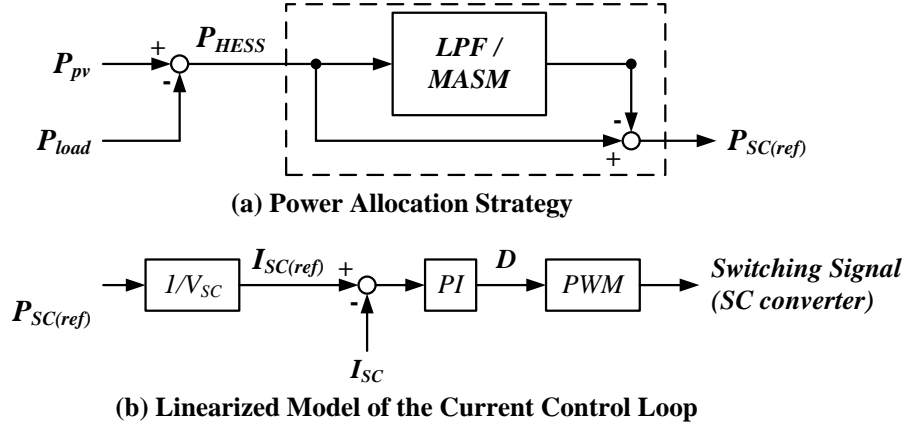 P_HESS
LPF /
MASM
P_pv
+
-
P_load
-
+
P_SC(ref)
(a) Power Allocation Strategy
P_SC(ref)
1/V_SC
I_SC(ref)
+
-
I_SC
PI
D
PWM
Switching Signal
(SC converter)
(b) Linearized Model of the Current Control Loop